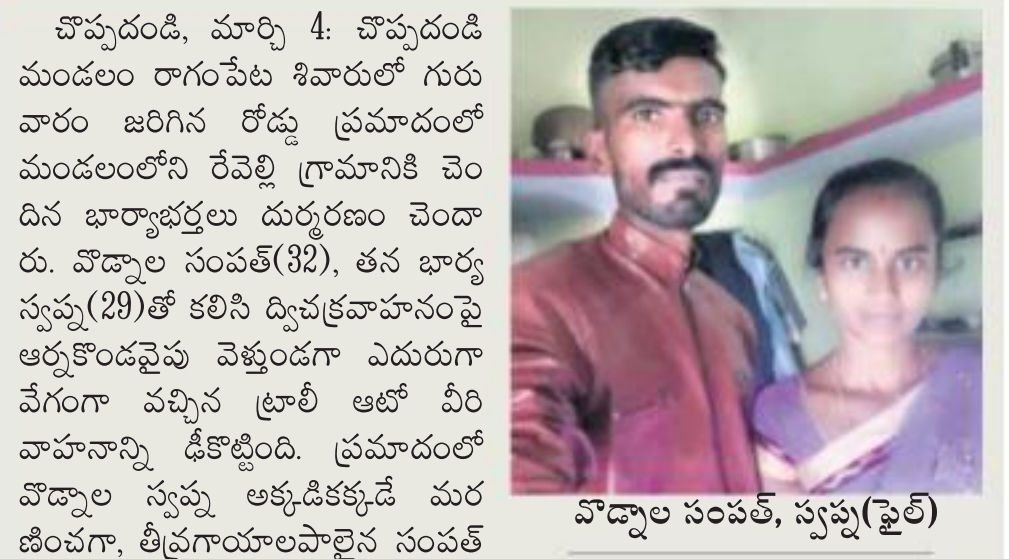 చొప్పదండి, మార్చి 4: చొప్పదండి
మండలం రాగంపేట శివారులో గురు
వారం జరిగిన రోడ్డు ప్రమాదంలో
మండలంలోని రేవెల్లి గ్రామానికి చెం
దిన భార్యాభర్తలు దుర్మరణం చెందా
రు. వొడ్నాల సంపత్(32), తన భార్య
స్వప్న(29)తో కలిసి ద్విచక్రవాహనంపై
ఆర్నకొండవైపు వెళ్తుండగా ఎదురుగా
వేగంగా వచ్చిన ట్రాలీ ఆటో వీరి
వాహనాన్ని ఢీకొట్టింది. ప్రమాదంలో
వొడ్నాల స్వప్న అక్కడికక్కడే మర
ణించగా, తీవ్రగాయాలపాలైన సంపత్
వొడ్నాల సంపత్, స్వప్న(ఫైల్)